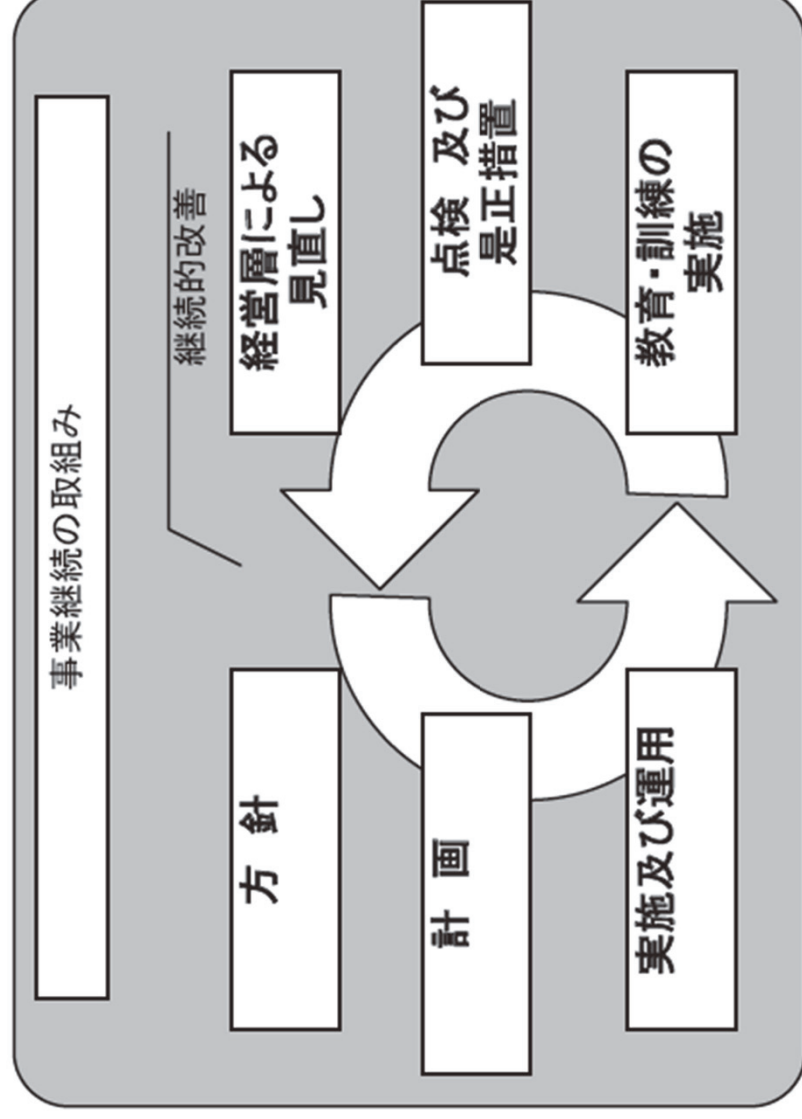 事業継続の取組み
継続的改善
方 針
計 画
実施及び運用
経営層による
見直し
点検 及び
是正措置
教育・訓練の
実施